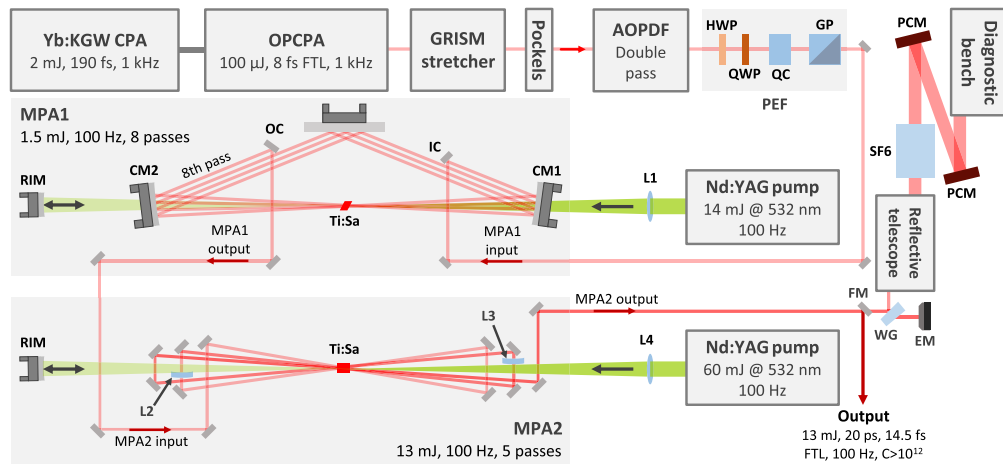 Yb:KGW CPA
2 mJ, 190 fs, 1 kHz
OPCPA
100 µJ, 8 fs FTL, 1 kHz
GRISM
stretcher
Pockels
AOPDF
Double
pass
HWP
QWP
QC
GP
PEF
PCM
Diagnostic
bench
SF6
PCM
Reflective
telescope
MPA1
1.5 mJ, 100 Hz, 8 passes
OC
IC
8th pass
RIM
CM2
CM1
L1
Ti:Sa
Nd:YAG pump
14 mJ @ 532 nm
100 Hz
MPA1
output
MPA1
input
MPA2 output
FM
WG
EM
RIM
L3
Ti:Sa
L4
Nd:YAG pump
60 mJ @ 532 nm
100 Hz
L2
MPA2 input
MPA2
13 mJ, 100 Hz, 5 passes
Output
13 mJ, 20 ps, 14.5 fs
FTL, 100 Hz, C>10¹²